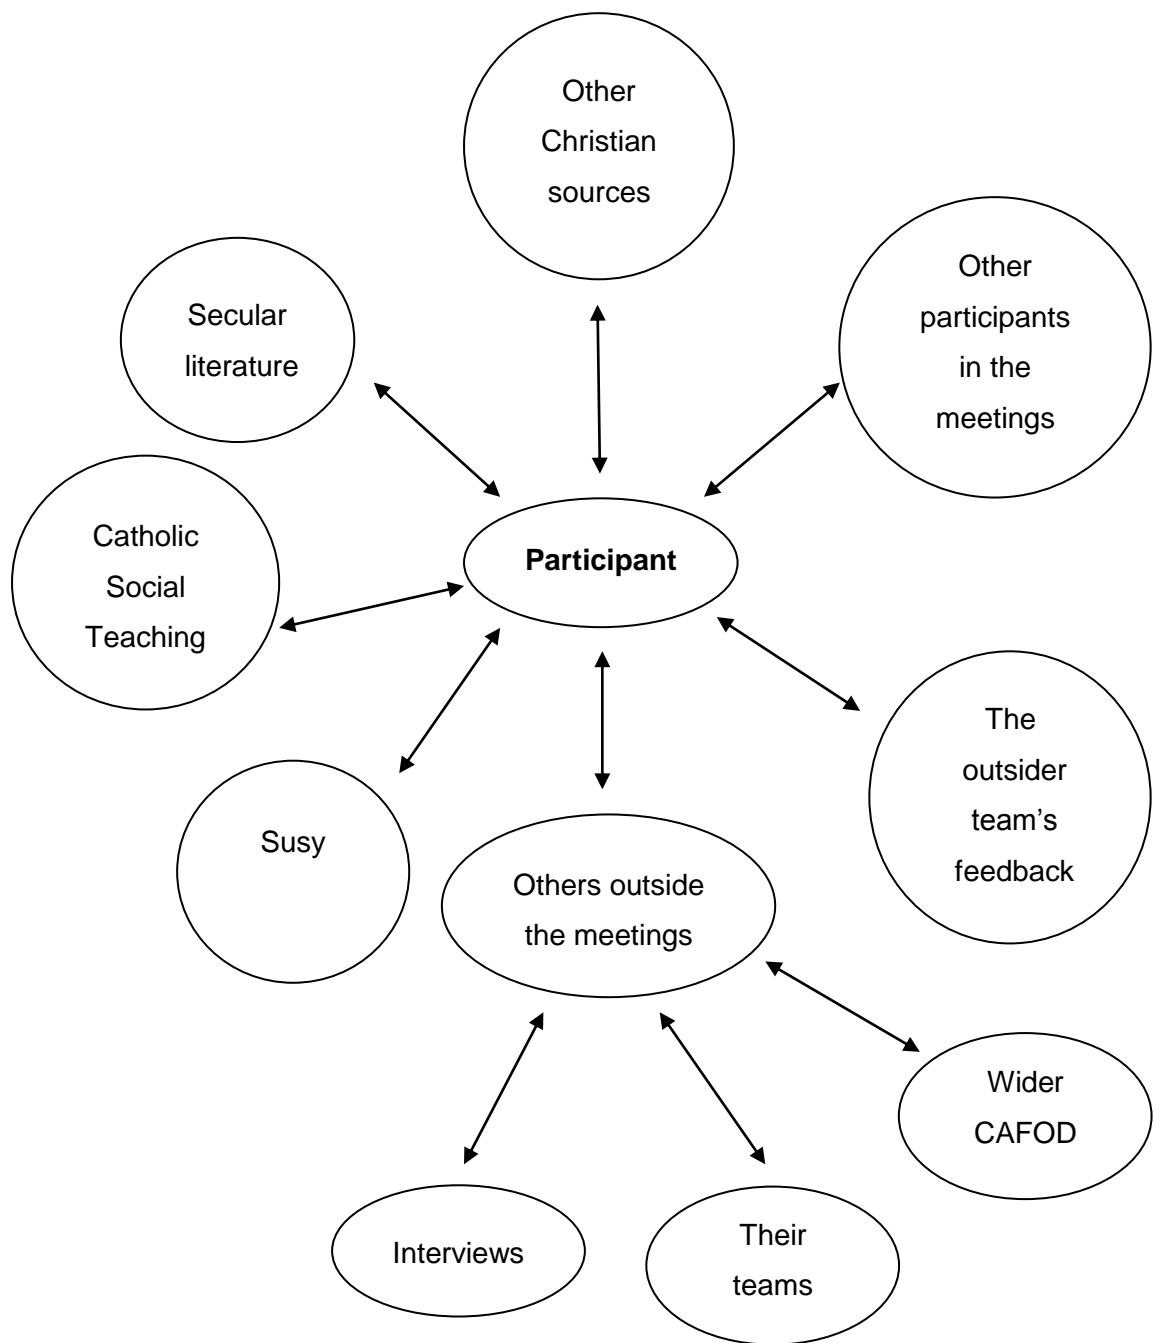 Other
Christian
sources
Other
participants
in the
meetings
Secular
literature
Participant
Catholic
Social
Teaching
The
outsider
team’s
feedback
Susy
Others outside
the meetings
Wider
CAFOD
Interviews
Their
teams